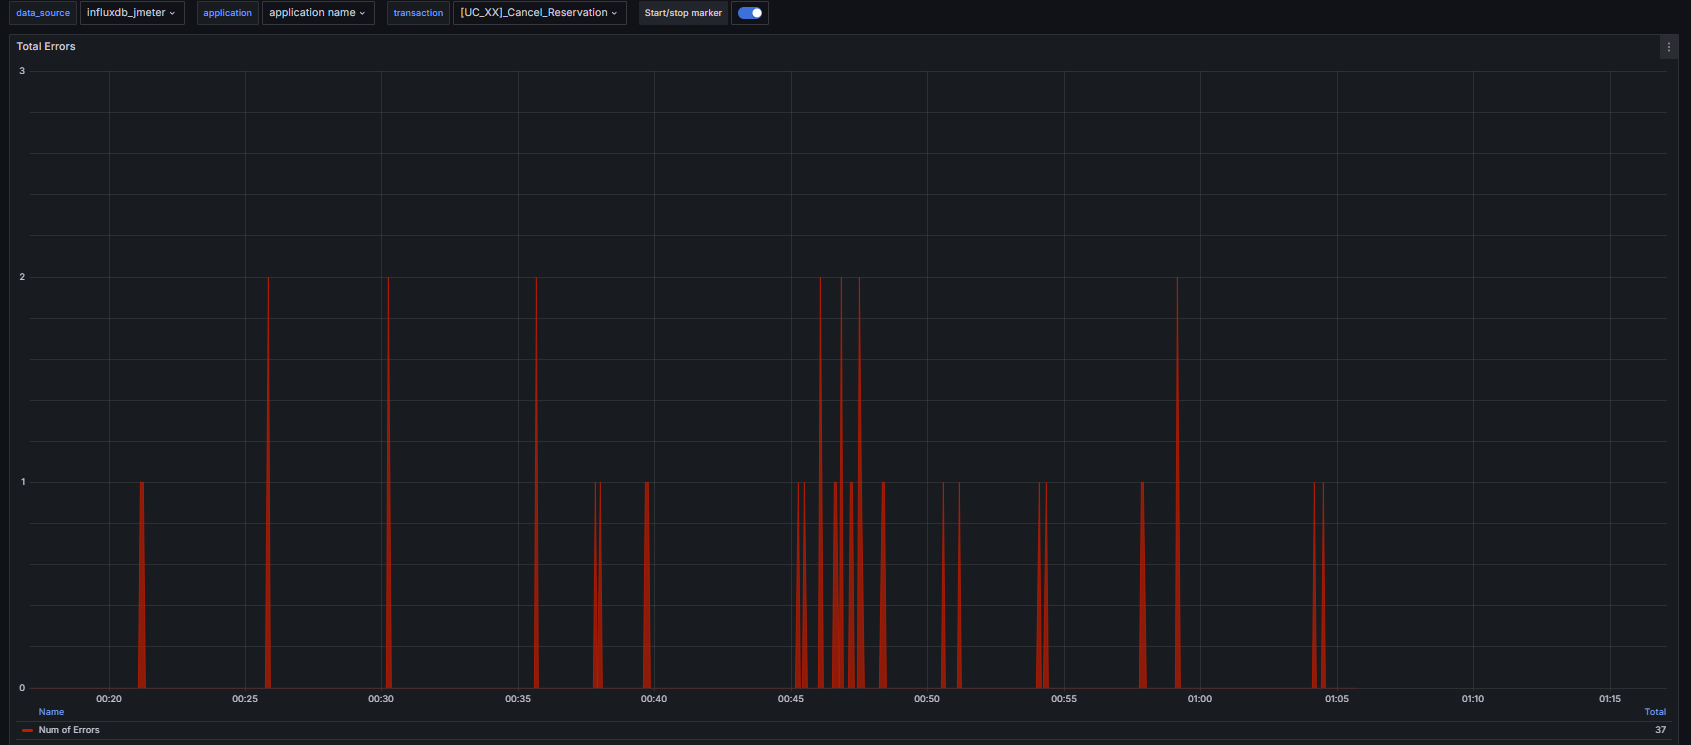 data_source influxdb_jmeter application application name transaction [UC_XX]_Cancel_Reservation Start/stop marker
Total Errors
3
2
1
0
00:20 00:25 00:30 00:35 00:40 00:45 00:50 00:55 01:00 01:05 01:10 01:15
Name Total
Num of Errors 37